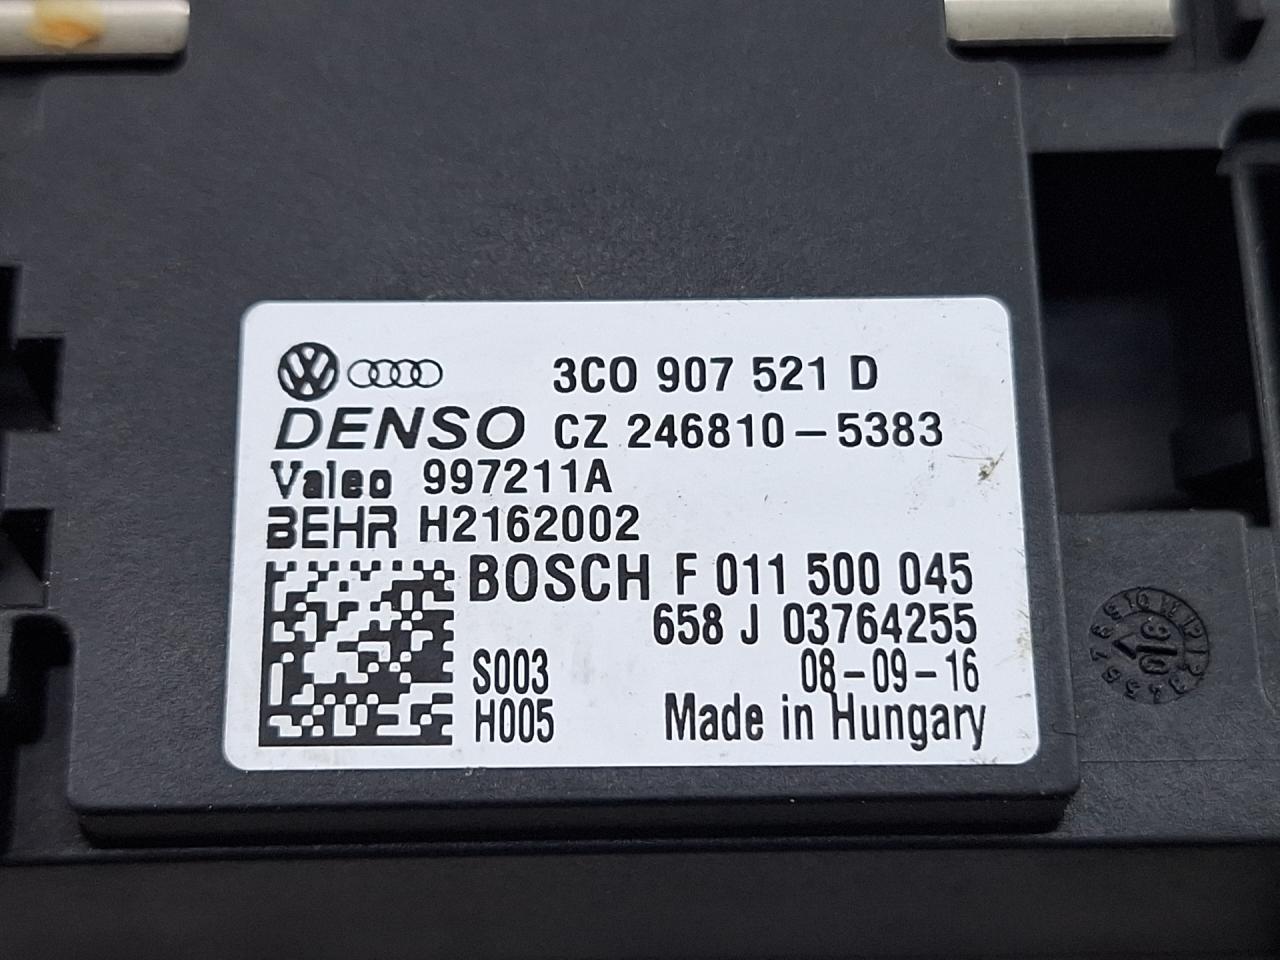 3C0 907 521 D
DENSO CZ 246810-5383
Valeo 997211A
BEHR H2162002
BOSCH F 011 500 045
658 J 03764255
S003 08-09-16
H005 Made in Hungary